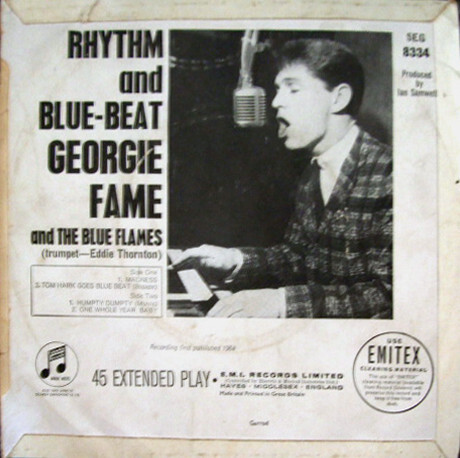 RHYTHM
and
BLUE-BEAT
GEORGIE
FAME
and THE BLUE FLAMES
(trumpet—Eddie Thornton)
SEG
8334
Produced
by
Ian Samwell
Side One
1. MADNESS
2. TOM HARK GOES BLUE BEAT
Side Two
1. HUMPTY DUMPTY
2. ONE WHOLE YEAR, BABY
Recording first published 1964
45 EXTENDED PLAY •
E.M.I. RECORDS LIMITED
HAYES • MIDDLESEX • ENGLAND
Made and Printed in Great Britain
USE
EMITEX
CLEANING MATERIAL
Garrod